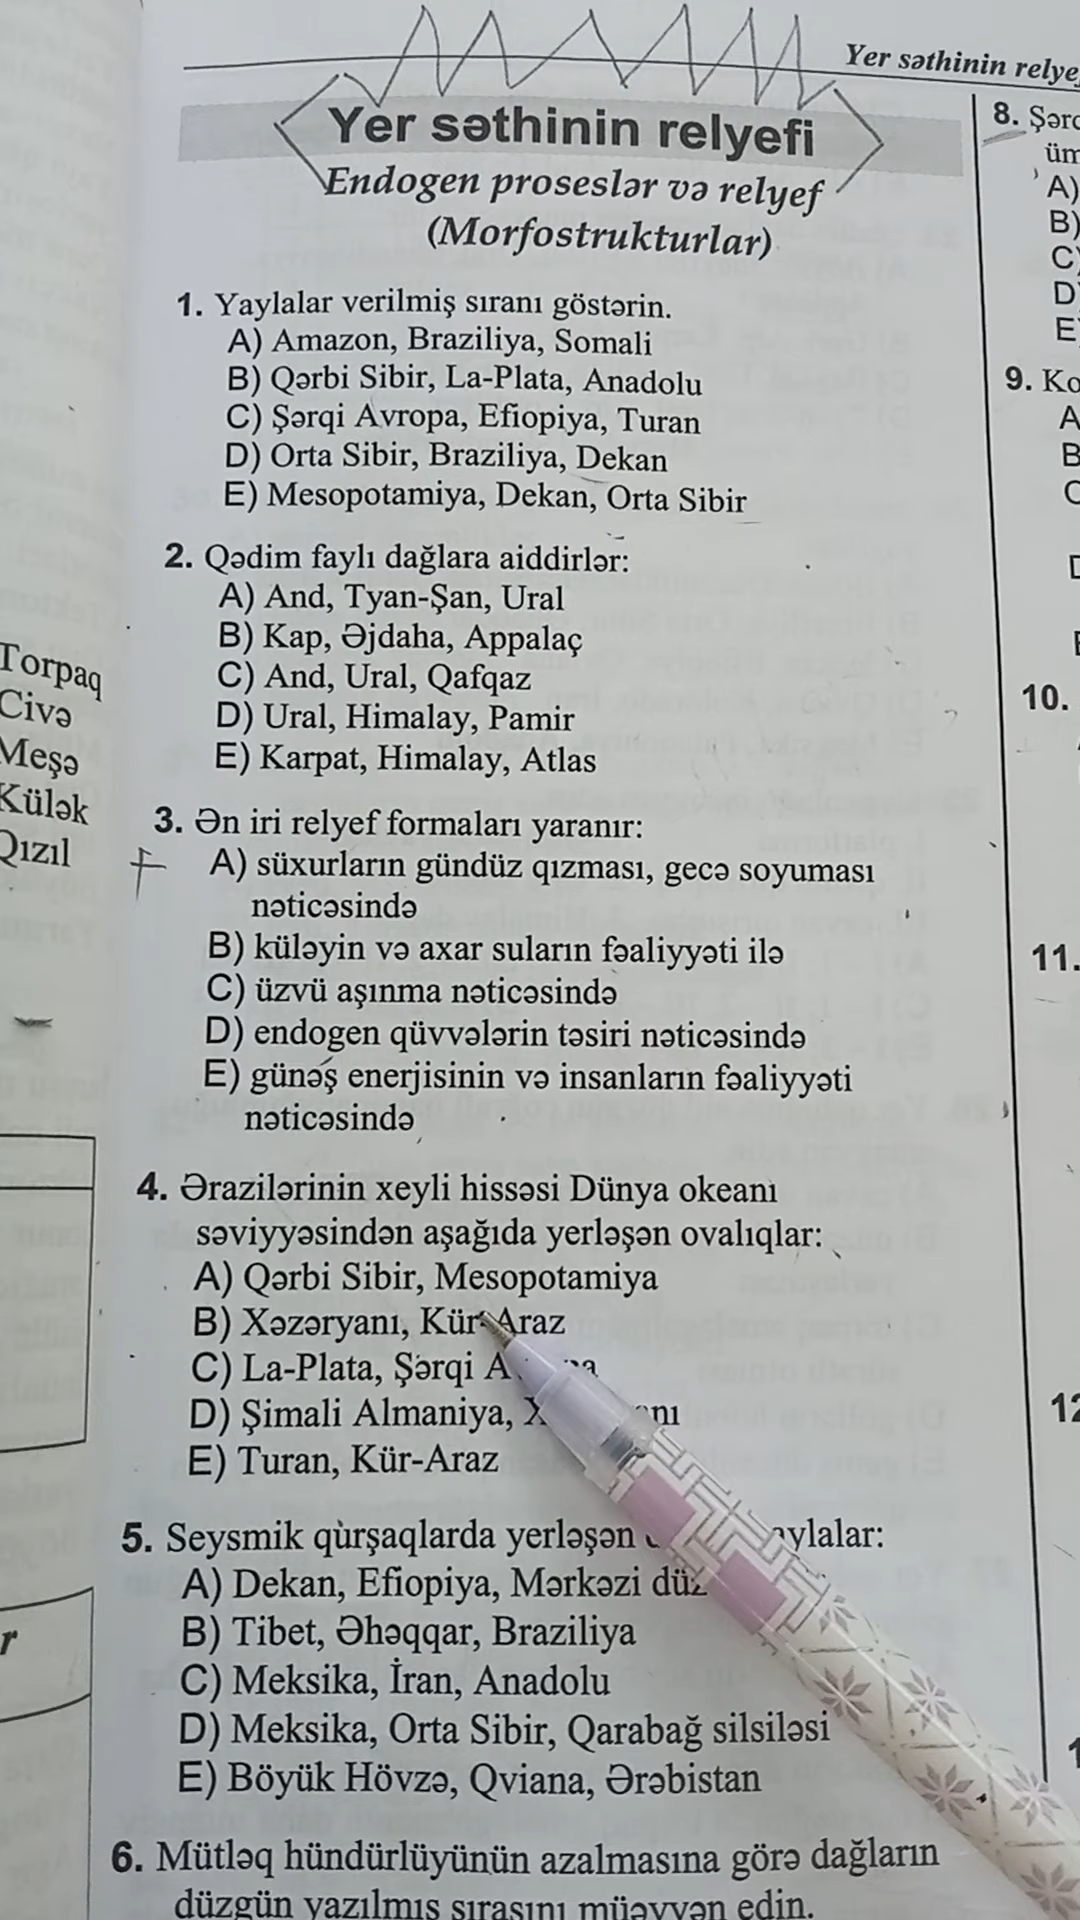 Yer səthinin relye
Yer səthinin relyefi
Endogen proseslər və relyef
(Morfostrukturlar)
1. Yaylalar verilmiş sıranı göstərin.
A) Amazon, Braziliya, Somali
B) Qərbi Sibir, La-Plata, Anadolu
C) Şərqi Avropa, Efiopiya, Turan
D) Orta Sibir, Braziliya, Dekan
E) Mesopotamiya, Dekan, Orta Sibir
2. Qədim faylı dağlara aiddirlər:
A) And, Tyan-Şan, Ural
B) Kap, Əjdaha, Appalaç
C) And, Ural, Qafqaz
D) Ural, Himalay, Pamir
E) Karpat, Himalay, Atlas
3. Ən iri relyef formaları yaranır:
A) süxurların gündüz qızması, gecə soyuması
nəticəsində
B) küləyin və axar suların fəaliyyəti ilə
C) üzvü aşınma nəticəsində
D) endogen qüvvələrin təsiri nəticəsində
E) günəş enerjisinin və insanların fəaliyyəti
nəticəsində
4. Ərazilərinin xeyli hissəsi Dünya okeanı
səviyyəsindən aşağıda yerləşən ovalıqlar:
A) Qərbi Sibir, Mesopotamiya
B) Xəzəryanı, Kür-Araz
C) La-Plata, Şərqi
D) Şimali Almaniya,
E) Turan, Kür-Araz
5. Seysmik qurşaqlarda yerləşən
A) Dekan, Efiopiya, Mərkəzi
B) Tibet, Əhəqqar, Braziliya
C) Meksika, İran, Anadolu
D) Meksika, Orta Sibir, Qarabağ silsiləsi
E) Böyük Hövzə, Qviana, Ərəbistan
6. Mütləq hündürlüyünün azalmasına görə dağların
düzgün yazılmış sırasını müəyyən edin.
Torpaq
Civə
Meşə
Külək
Qızıl
8.
A)
B)
C)
D)
E)
9.
A
B
C
10.
11.
12